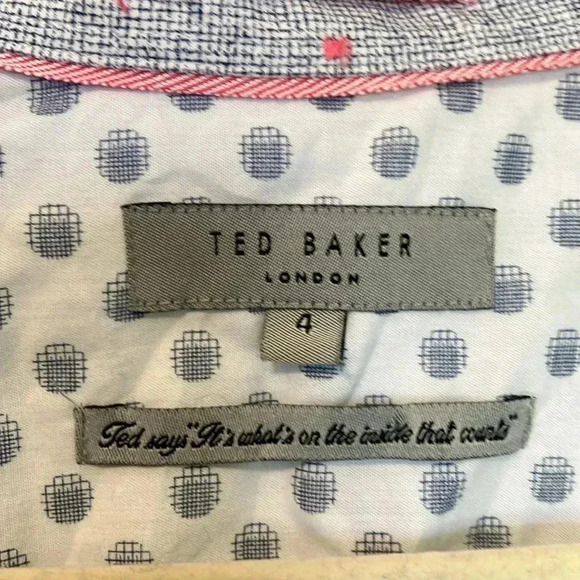 TED BAKER
LONDON
4
Ted says "It's what's on the inside that counts"